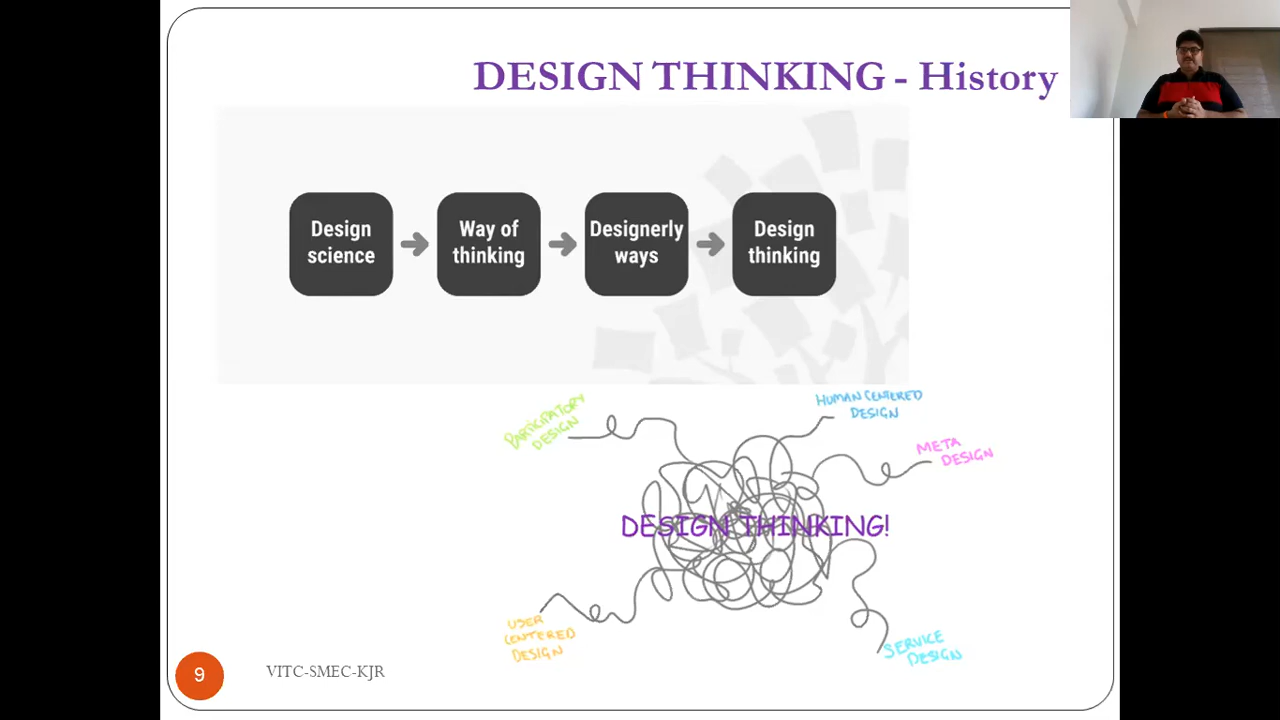 DESIGN THINKING - History
Design
science
Way of
thinking
Designerly
ways
Design
thinking
PARTICIPATORY
DESIGN
HUMAN CENTERED
DESIGN
META
DESIGN
DESIGN THINKING!
USER
CENTERED
DESIGN
SERVICE
DESIGN
9
VITC-SMEC-KJR